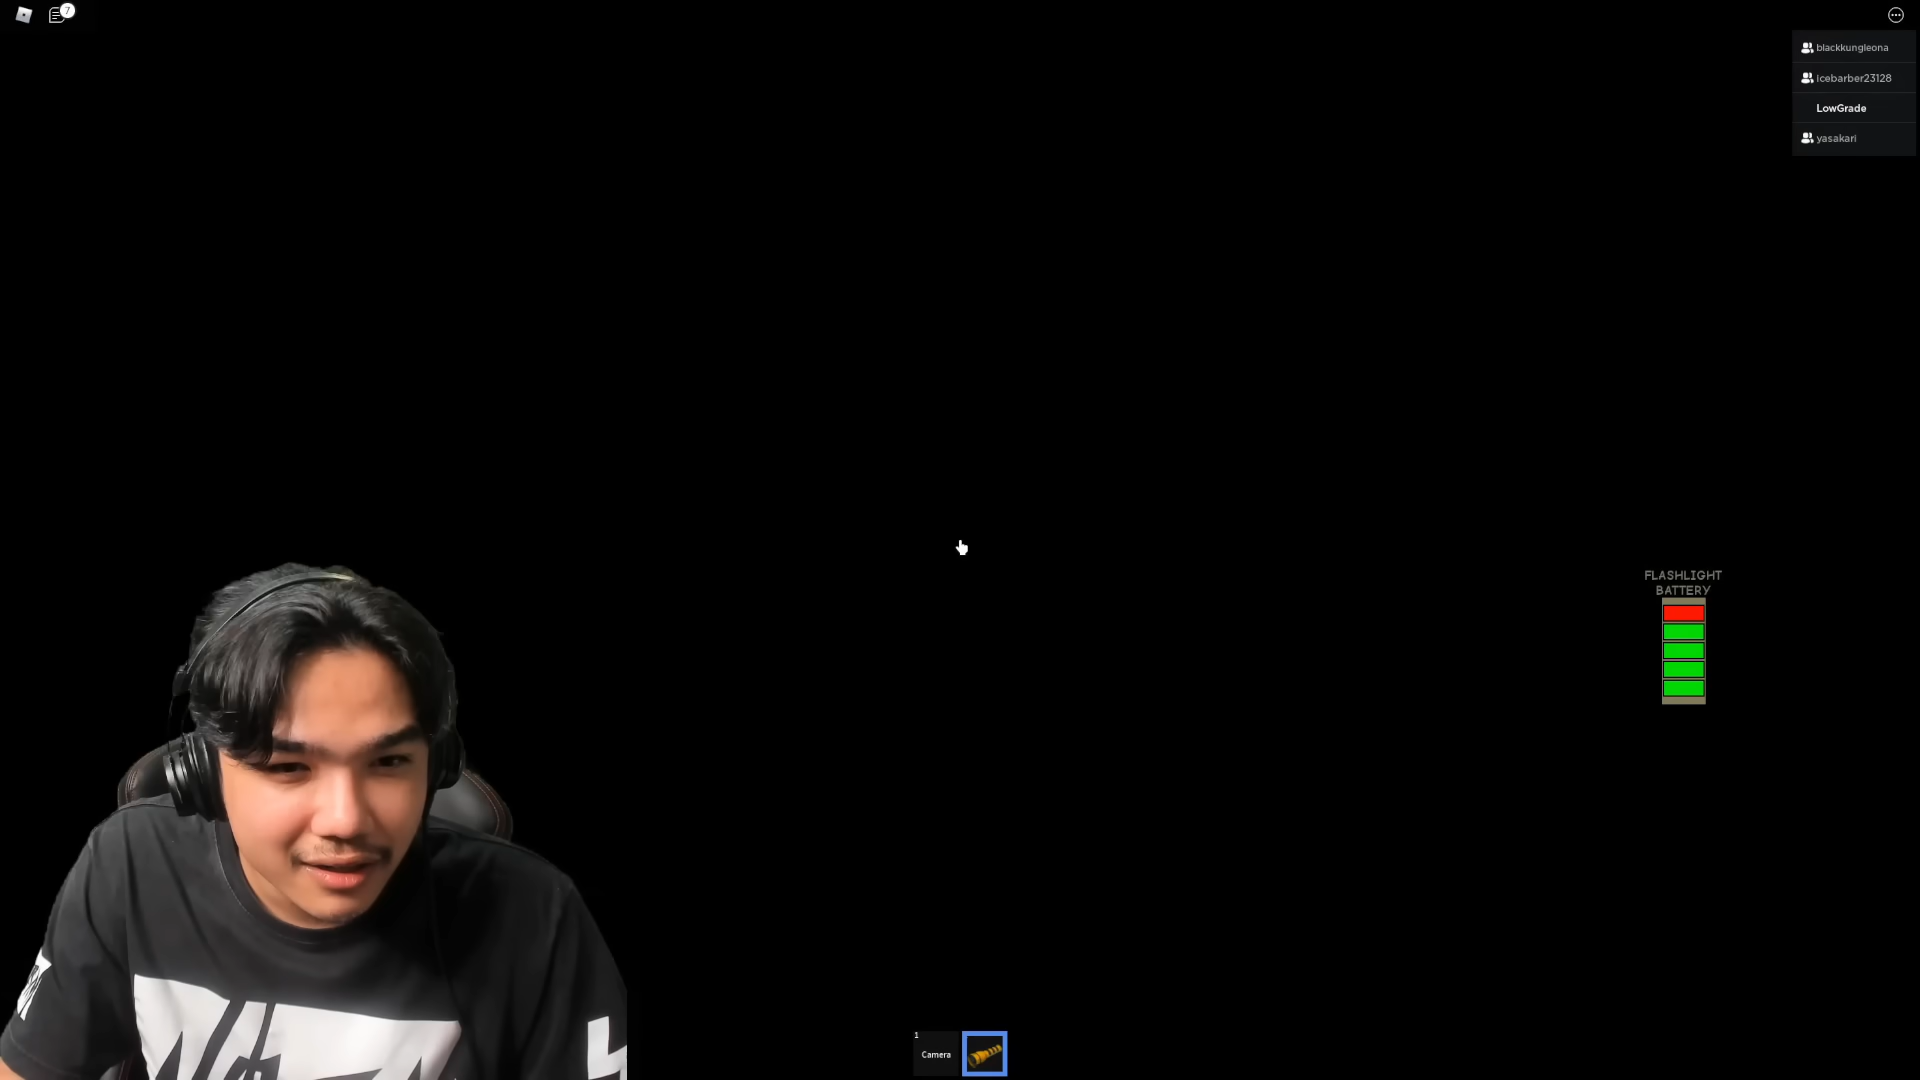 7
blackkungleona
icebarber23128
LowGrade
yasakari
FLASHLIGHT
BATTERY
1
Camera